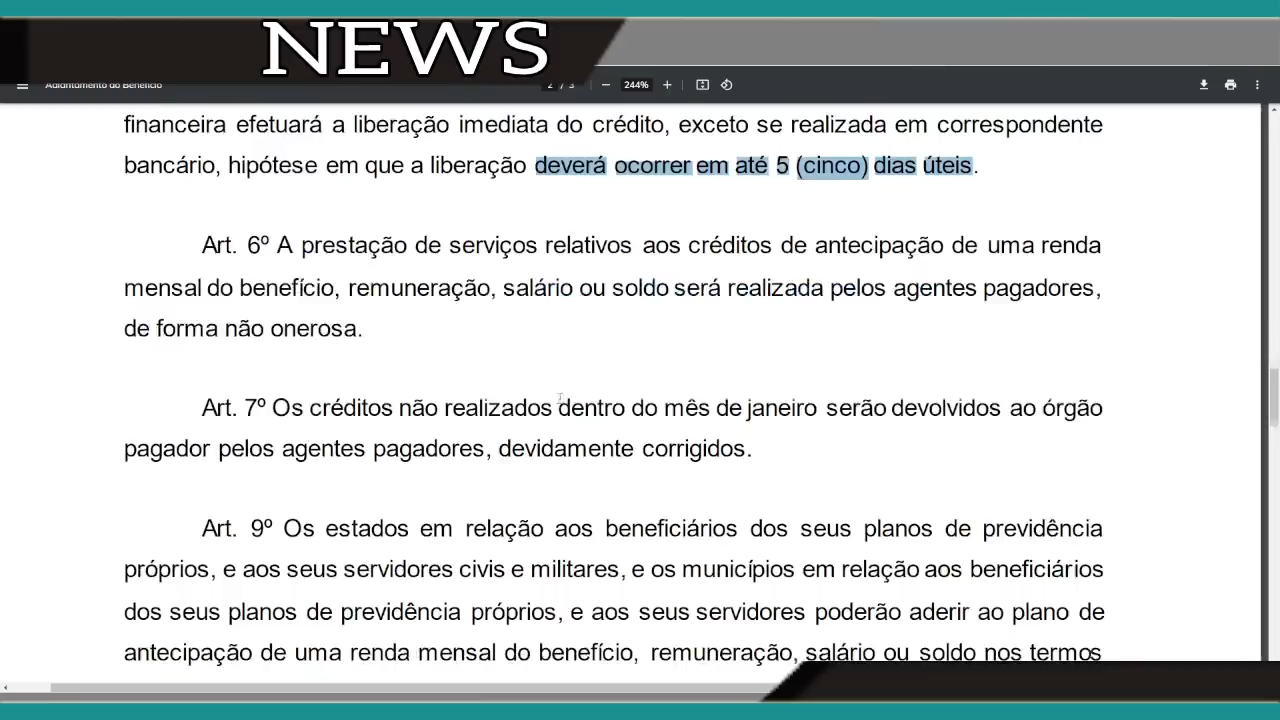 NEWS
Adiantamento do Benefício
2 / 3
244%
financeira efetuará a liberação imediata do crédito, exceto se realizada em correspondente
bancário, hipótese em que a liberação deverá ocorrer em até 5 (cinco) dias úteis.
Art. 6º A prestação de serviços relativos aos créditos de antecipação de uma renda
mensal do benefício, remuneração, salário ou soldo será realizada pelos agentes pagadores,
de forma não onerosa.
Art. 7º Os créditos não realizados dentro do mês de janeiro serão devolvidos ao órgão
pagador pelos agentes pagadores, devidamente corrigidos.
Art. 9º Os estados em relação aos beneficiários dos seus planos de previdência
próprios, e aos seus servidores civis e militares, e os municípios em relação aos beneficiários
dos seus planos de previdência próprios, e aos seus servidores poderão aderir ao plano de
antecipação de uma renda mensal do benefício, remuneração, salário ou soldo nos termos